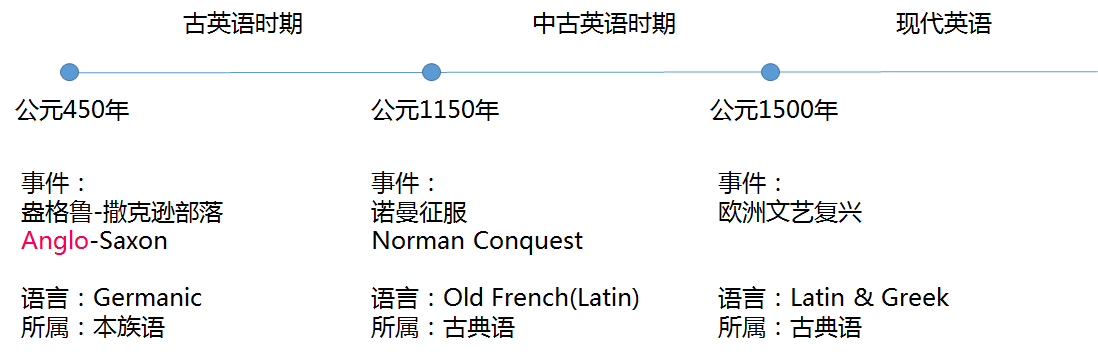 古英语时期
中古英语时期
现代英语
公元450年
公元1150年
公元1500年
事件：
盎格鲁-撒克逊部落
Anglo-Saxon
语言：Germanic
所属：本族语
事件：
诺曼征服
Norman Conquest
语言：Old French(Latin)
所属：古典语
事件：
欧洲文艺复兴
语言：Latin & Greek
所属：古典语